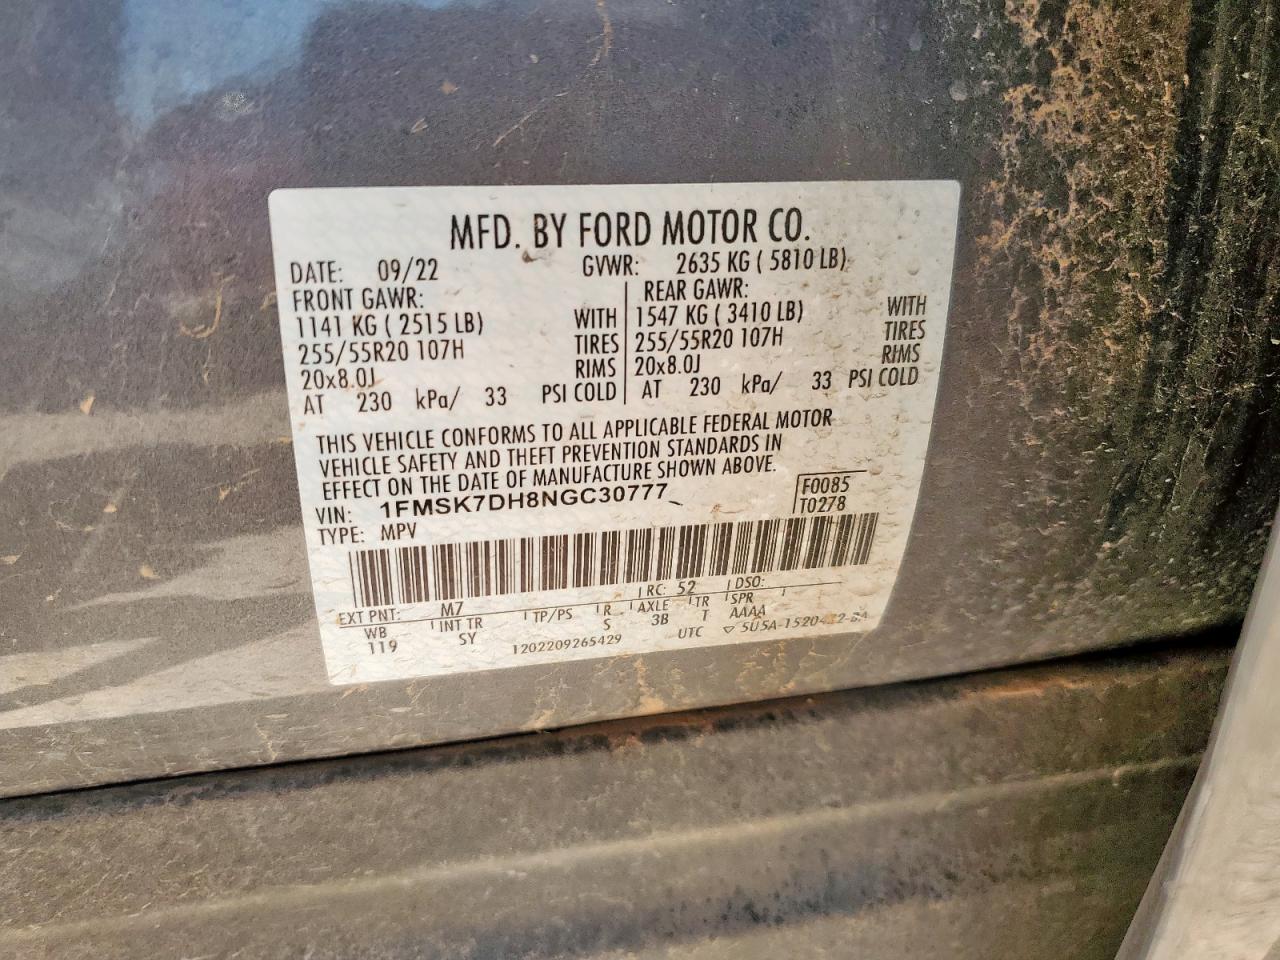 MFD. BY FORD MOTOR CO.
DATE: 09/22 GVWR: 2635 KG ( 5810 LB)
FRONT GAWR: REAR GAWR:
1141 KG ( 2515 LB) WITH 1547 KG ( 3410 LB) WITH
255/55R20 107H TIRES 255/55R20 107H TIRES
20x8.0J RIMS 20x8.0J RIMS
AT 230 kPa/ 33 PSI COLD AT 230 kPa/ 33 PSI COLD
THIS VEHICLE CONFORMS TO ALL APPLICABLE FEDERAL MOTOR
VEHICLE SAFETY AND THEFT PREVENTION STANDARDS IN
EFFECT ON THE DATE OF MANUFACTURE SHOWN ABOVE.
VIN: 1FMSK7DH8NGC30777 F0085
TYPE: MPV T0278
EXT PNT: M7 RC: 52 DSO:
WB INT TR TP/PS R AXLE TR SPR
119 SY S 3B T AAAA
1202209265429 UTC